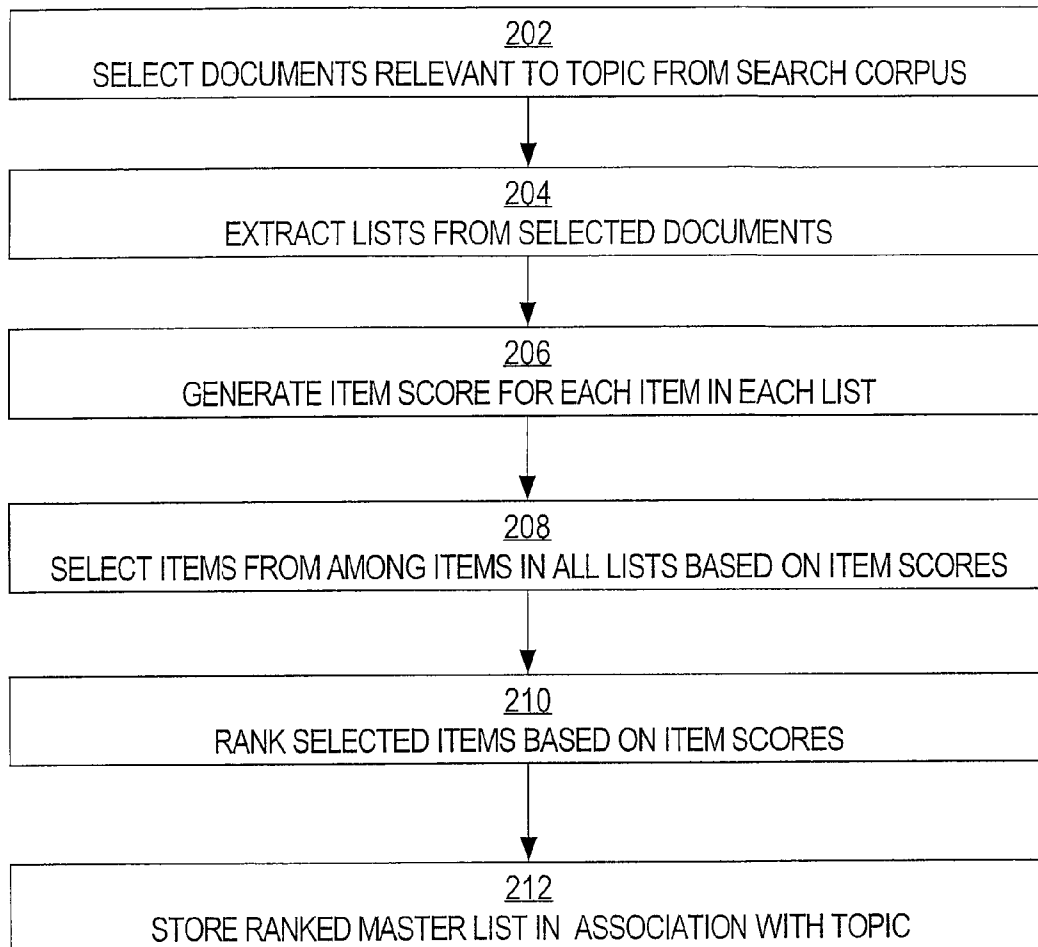 202
SELECT DOCUMENTS RELEVANT TO TOPIC FROM SEARCH CORPUS
204
EXTRACT LISTS FROM SELECTED DOCUMENTS
206
GENERATE ITEM SCORE FOR EACH ITEM IN EACH LIST
208
SELECT ITEMS FROM AMONG ITEMS IN ALL LISTS BASED ON ITEM SCORES
210
RANK SELECTED ITEMS BASED ON ITEM SCORES
212
STORE RANKED MASTER LIST IN ASSOCIATION WITH TOPIC